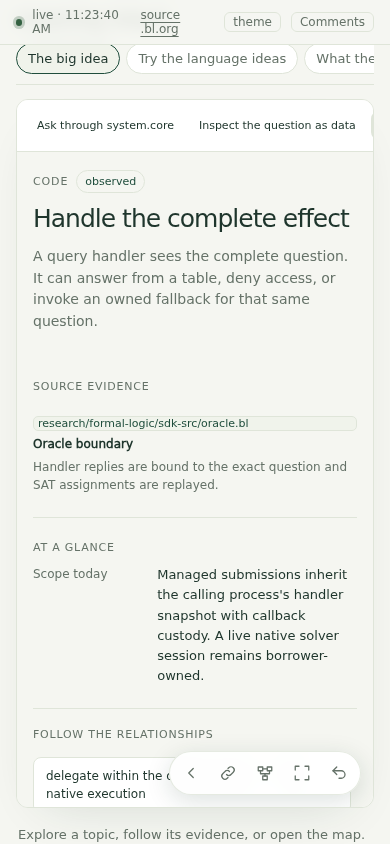 live · 11:23:40 AM
source.bl.org
theme
Comments
The big idea
Try the language ideas
What the
Ask through system.core
Inspect the question as data
CODE observed
Handle the complete effect
A query handler sees the complete question.
It can answer from a table, deny access, or
invoke an owned fallback for that same
question.
SOURCE EVIDENCE
research/formal-logic/sdk-src/oracle.bl
Oracle boundary
Handler replies are bound to the exact question and
SAT assignments are replayed.
AT A GLANCE
Scope today
Managed submissions inherit
the calling process's handler
snapshot with callback
custody. A live native solver
session remains borrower-
owned.
FOLLOW THE RELATIONSHIPS
delegate within the
native execution
Explore a topic, follow its evidence, or open the map.